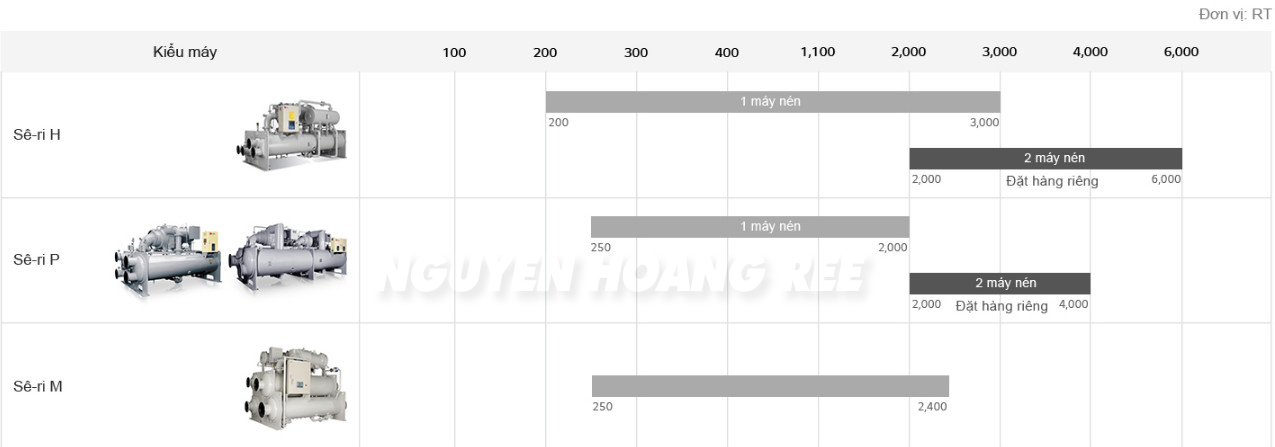 Đơn vị: RT
Kiểu máy 100 200 300 400 1,100 2,000 3,000 4,000 6,000
1 máy nén
200 3,000
Sê-ri H
2 máy nén
2,000 Đặt hàng riêng 6,000
1 máy nén
250 2,000
Sê-ri P
NGUYEN HOANG REE
2 máy nén
2,000 Đặt hàng riêng 4,000
Sê-ri M
250 2,400